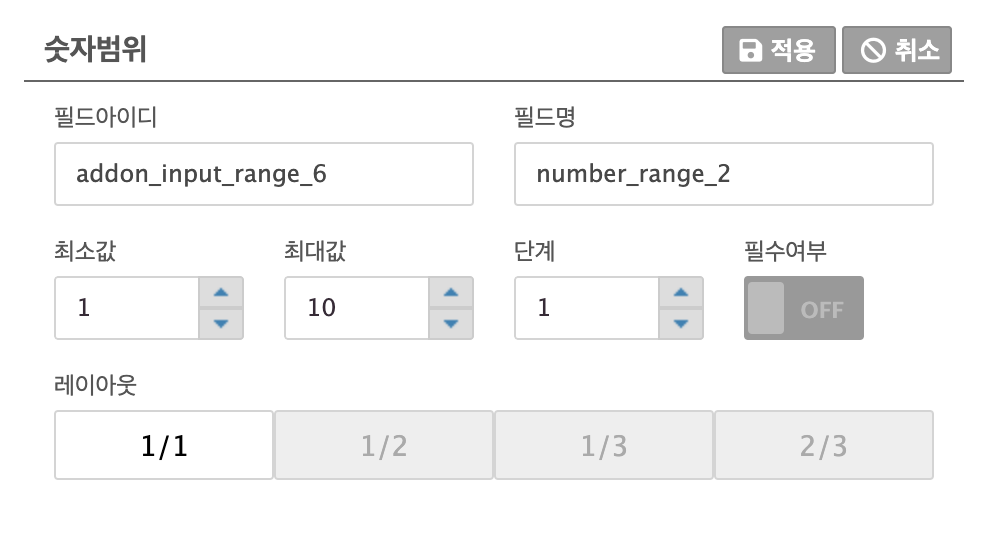 숫자범위 적용 취소
필드아이디 필드명
addon_input_range_6 number_range_2
최소값 최대값 단계 필수여부
1 10 1 OFF
레이아웃
1/1 1/2 1/3 2/3